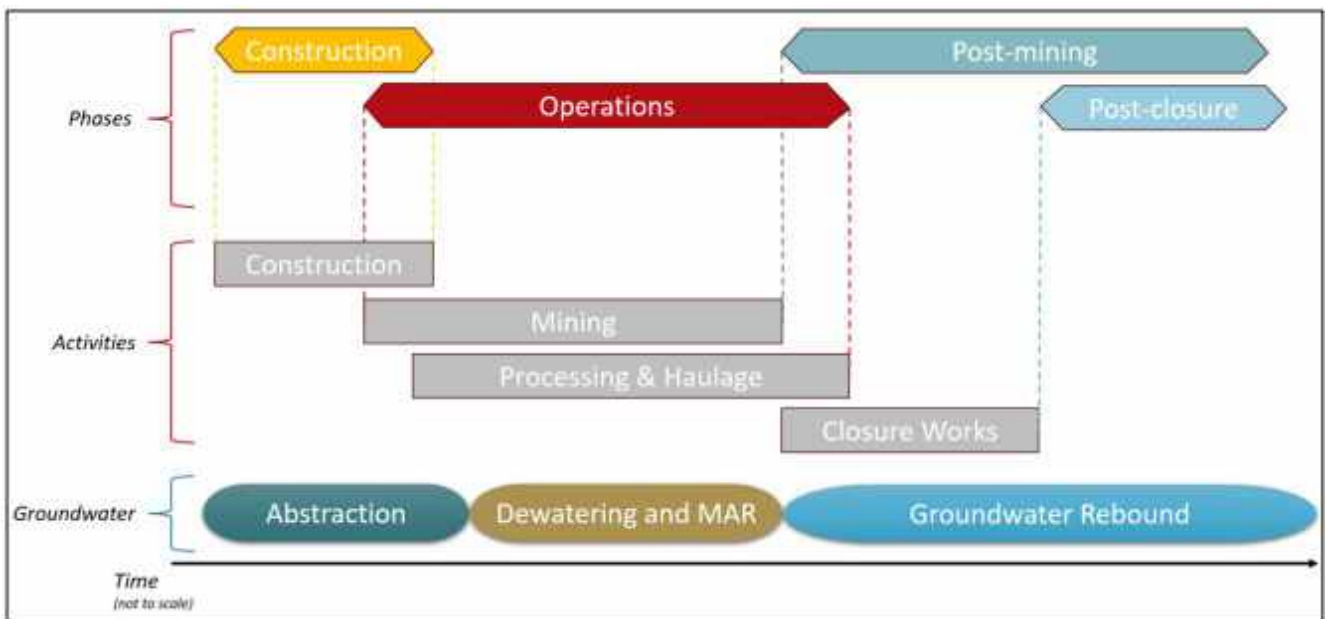 Construction
Post-mining
Operations
Post-closure
Phases
Construction
Mining
Activities
Processing & Haulage
Closure Works
Groundwater
Abstraction
Dewatering and MAR
Groundwater Rebound
Time
(not to scale)